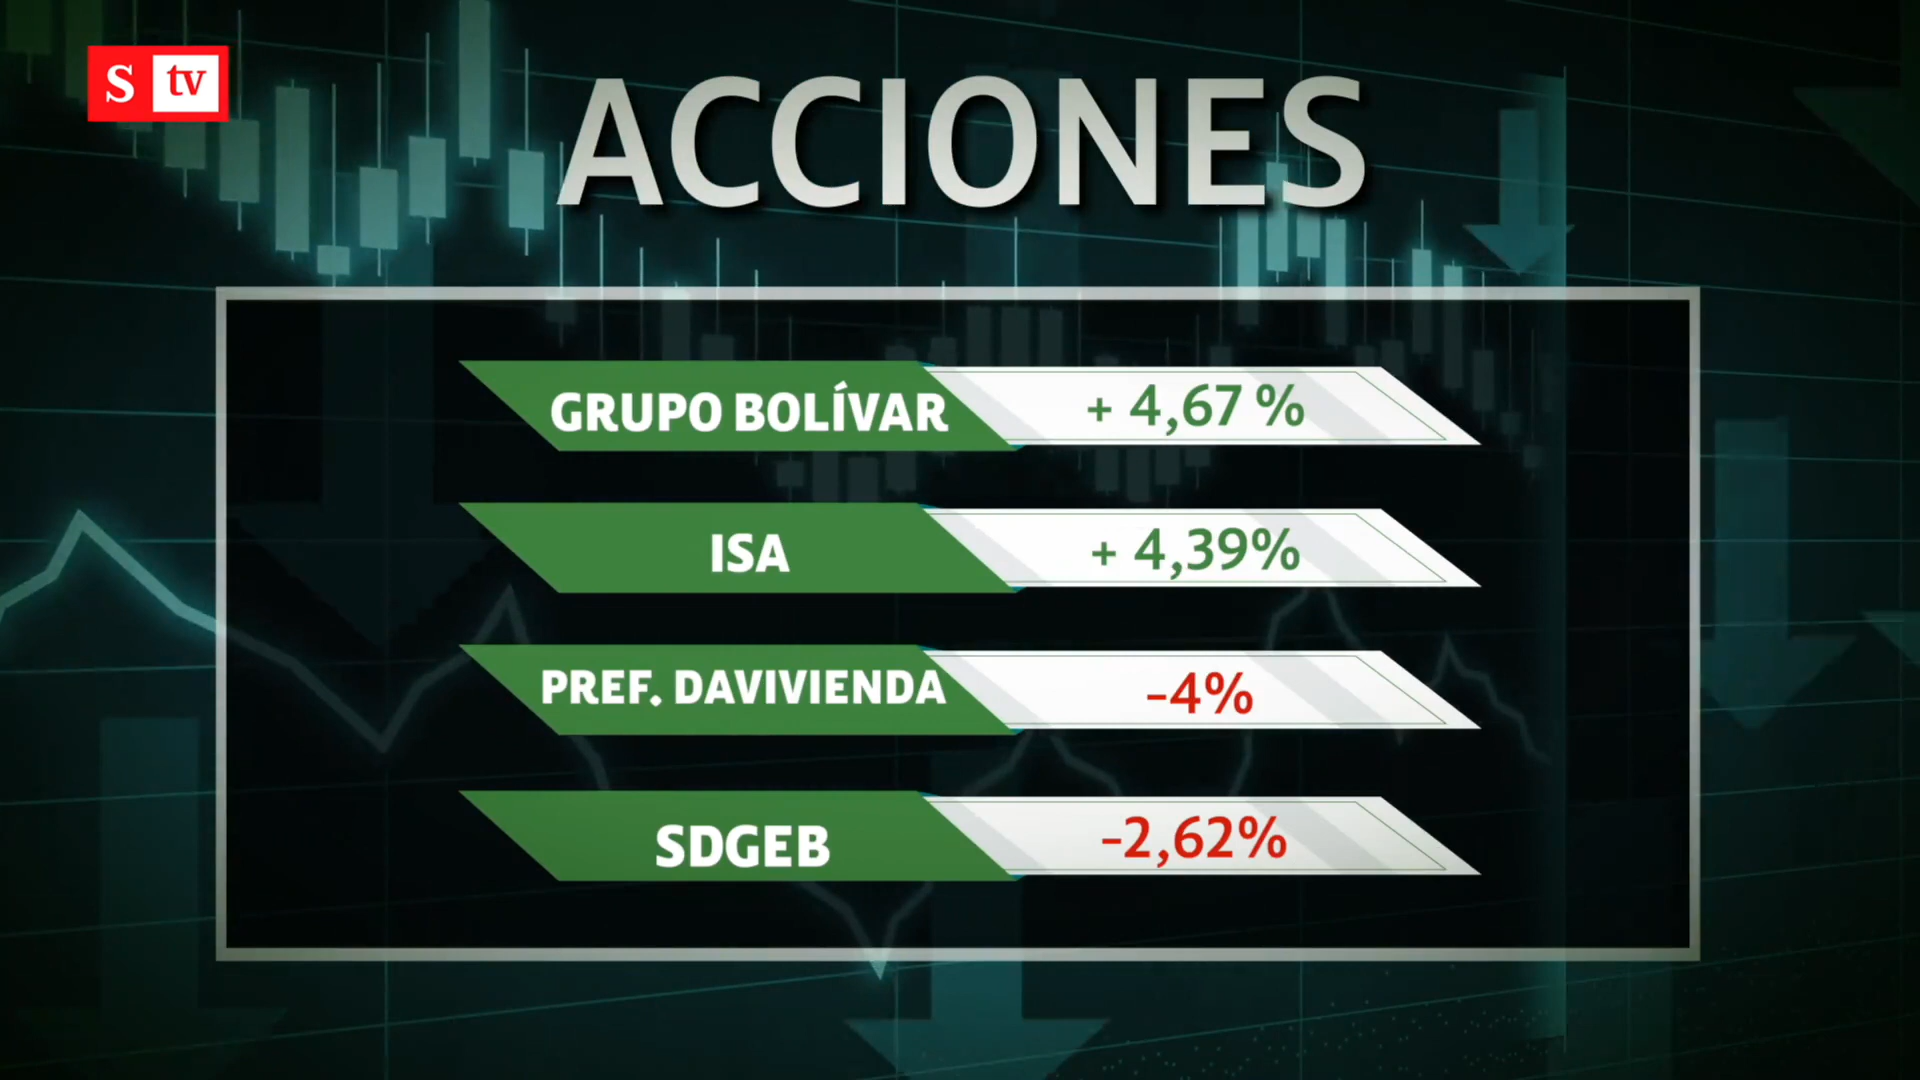 S tv
ACCIONES
GRUPO BOLÍVAR + 4,67 %
ISA + 4,39%
PREF. DAVIVIENDA -4%
SDGEB -2,62%